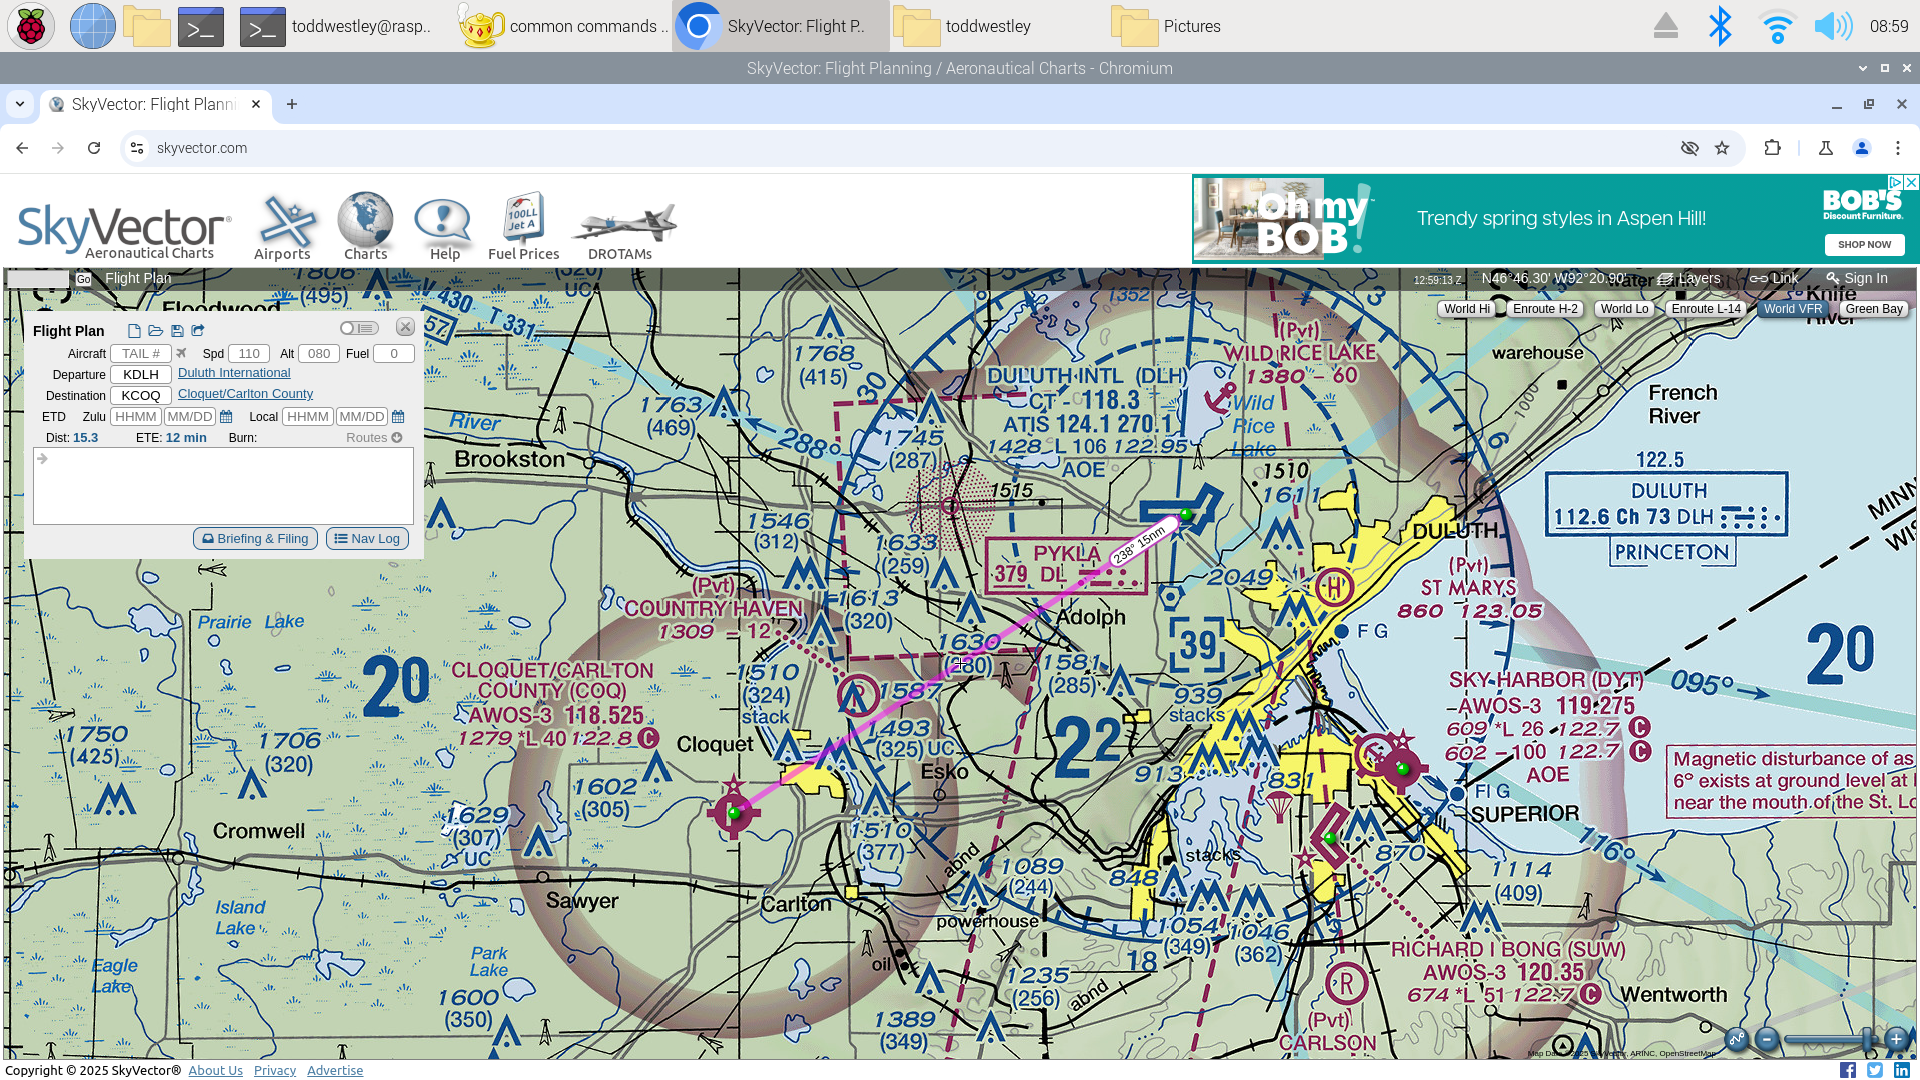 toddwestley@rasp..
common commands ..
SkyVector: Flight P..
toddwestley
Pictures
08:59
SkyVector: Flight Planning / Aeronautical Charts - Chromium
SkyVector: Flight Planni
skyvector.com
SkyVector®
Aeronautical Charts
Airports
Charts
Help
100LL
Jet A
Fuel Prices
DROTAMs
Oh my
BOB!
Trendy spring styles in Aspen Hill!
BOB'S
Discount Furniture.
SHOP NOW
Go
Flight Plan
12:59:13 Z
N46°46.30' W92°20.90'
Layers
Link
Sign In
World Hi
Enroute H-2
World Lo
Enroute L-14
World VFR
Green Bay
Flight Plan
Aircraft TAIL # Spd 110 Alt 080 Fuel 0
Departure KDLH Duluth International
Destination KCOQ Cloquet/Carlton County
ETD Zulu HHMM MM/DD Local HHMM MM/DD
Dist: 15.3 ETE: 12 min Burn: Routes
Briefing & Filing
Nav Log
1806
(495)
Floodwood
V 430
T 331
57
(320)
UC
1352
3
Knife
River
1768
(415)
30
1763
(469)
288°
1745
(287)
River
Brookston
DULUTH INTL (DLH)
CT - 118.3
ATIS 124.1 270.1
1428 L 106 122.95
AOE
(Pvt)
WILD RICE LAKE
1380 - 60
Wild
Rice
Lake
warehouse
1000
French
River
6
1510
1611
1515
122.5
DULUTH
112.6 Ch 73 DLH
PRINCETON
MINN
WIS
DULUTH
1546
(312)
1633
(259)
PYKLA
379 DL
238° 15nm
2049
H
(Pvt)
ST MARYS
860 123.05
(Pvt)
COUNTRY HAVEN
1309 - 12
1613
(320)
1630
(280)
Adolph
39
F G
Prairie Lake
20
CLOQUET/CARLTON
COUNTY (COQ)
AWOS-3 118.525
1279 *L 40 122.8 C
1510
(324)
stack
R
1587
1581
(285)
939
stacks
095°
20
SKY HARBOR (DYT)
AWOS-3 119.275
609 *L 26 122.7 C
602 - 100 122.7 C
AOE
1750
(425)
1706
(320)
Cloquet
1493
(325) UC
Esko
22
913
831
Magnetic disturbance of as
6° exists at ground level at
near the mouth of the St. Lo
Fl G
SUPERIOR
1602
(305)
1629
(307)
UC
Cromwell
1510
(377)
abnd
1089
(244)
848
stacks
870
116°
1114
(409)
Sawyer
Carlton
powerhouse
Island
Lake
1054
(349)
1046
(362)
18
RICHARD I BONG (SUW)
AWOS-3 120.35
674 *L 51 122.7 C
Wentworth
Eagle
Lake
Park
Lake
1600
(350)
oil
1235
(256)
abnd
1389
(349)
R
(Pvt)
CARLSON
Copyright © 2025 SkyVector® About Us Privacy Advertise